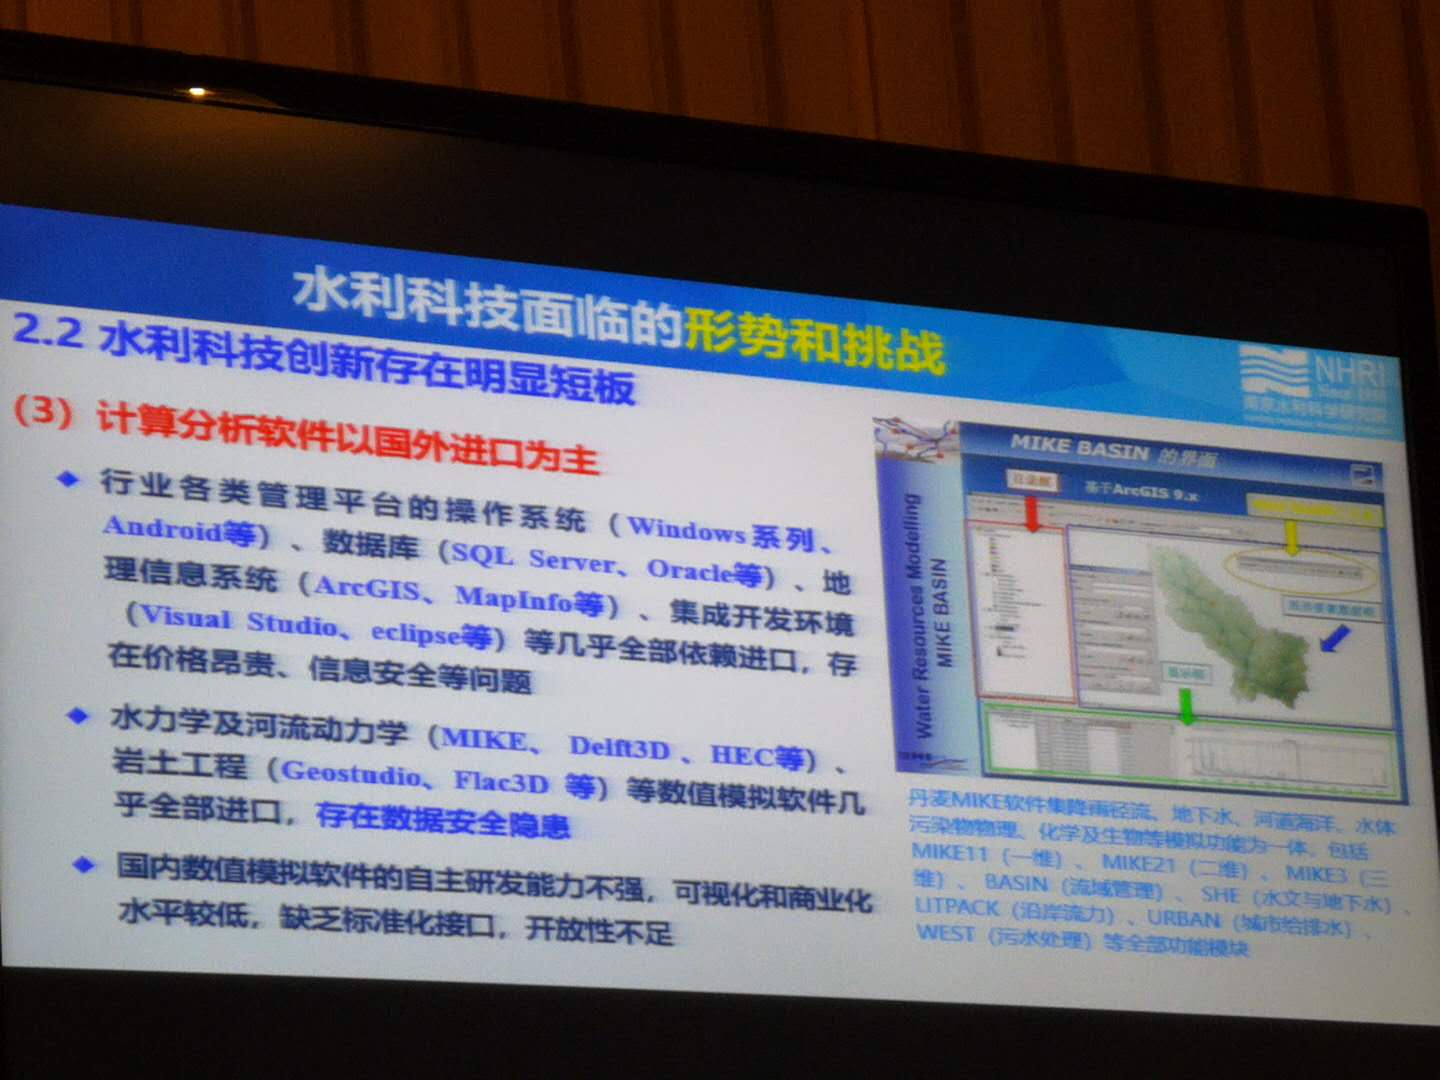 水利科技面临的形势和挑战
NHRI
Since 1935
南京水利科学研究院
2.2 水利科技创新存在明显短板
（3）计算分析软件以国外进口为主
行业各类管理平台的操作系统（Windows系列、
Android等）、数据库（SQL Server、Oracle等）、地
理信息系统（ArcGIS、MapInfo等）、集成开发环境
（Visual Studio、eclipse等）等几乎全部依赖进口，存
在价格昂贵、信息安全等问题
水力学及河流动力学（MIKE、 Delft3D 、HEC等）、
岩土工程（Geostudio、Flac3D 等）等数值模拟软件几
乎全部进口，存在数据安全隐患
国内数值模拟软件的自主研发能力不强，可视化和商业化
水平较低，缺乏标准化接口，开放性不足
MIKE BASIN 的界面
基于ArcGIS 9.x
目录框
显示框
Water Resources Modelling
MIKE BASIN
丹麦MIKE软件集降雨径流、地下水、河道海洋、水体
污染物物理、化学及生物等模拟功能为一体，包括
MIKE11（一维）、 MIKE21（二维）、 MIKE3（三
维）、 BASIN（流域管理）、 SHE（水文与地下水）、
LITPACK（沿岸流力）、URBAN（城市给排水）、
WEST（污水处理）等全部功能模块